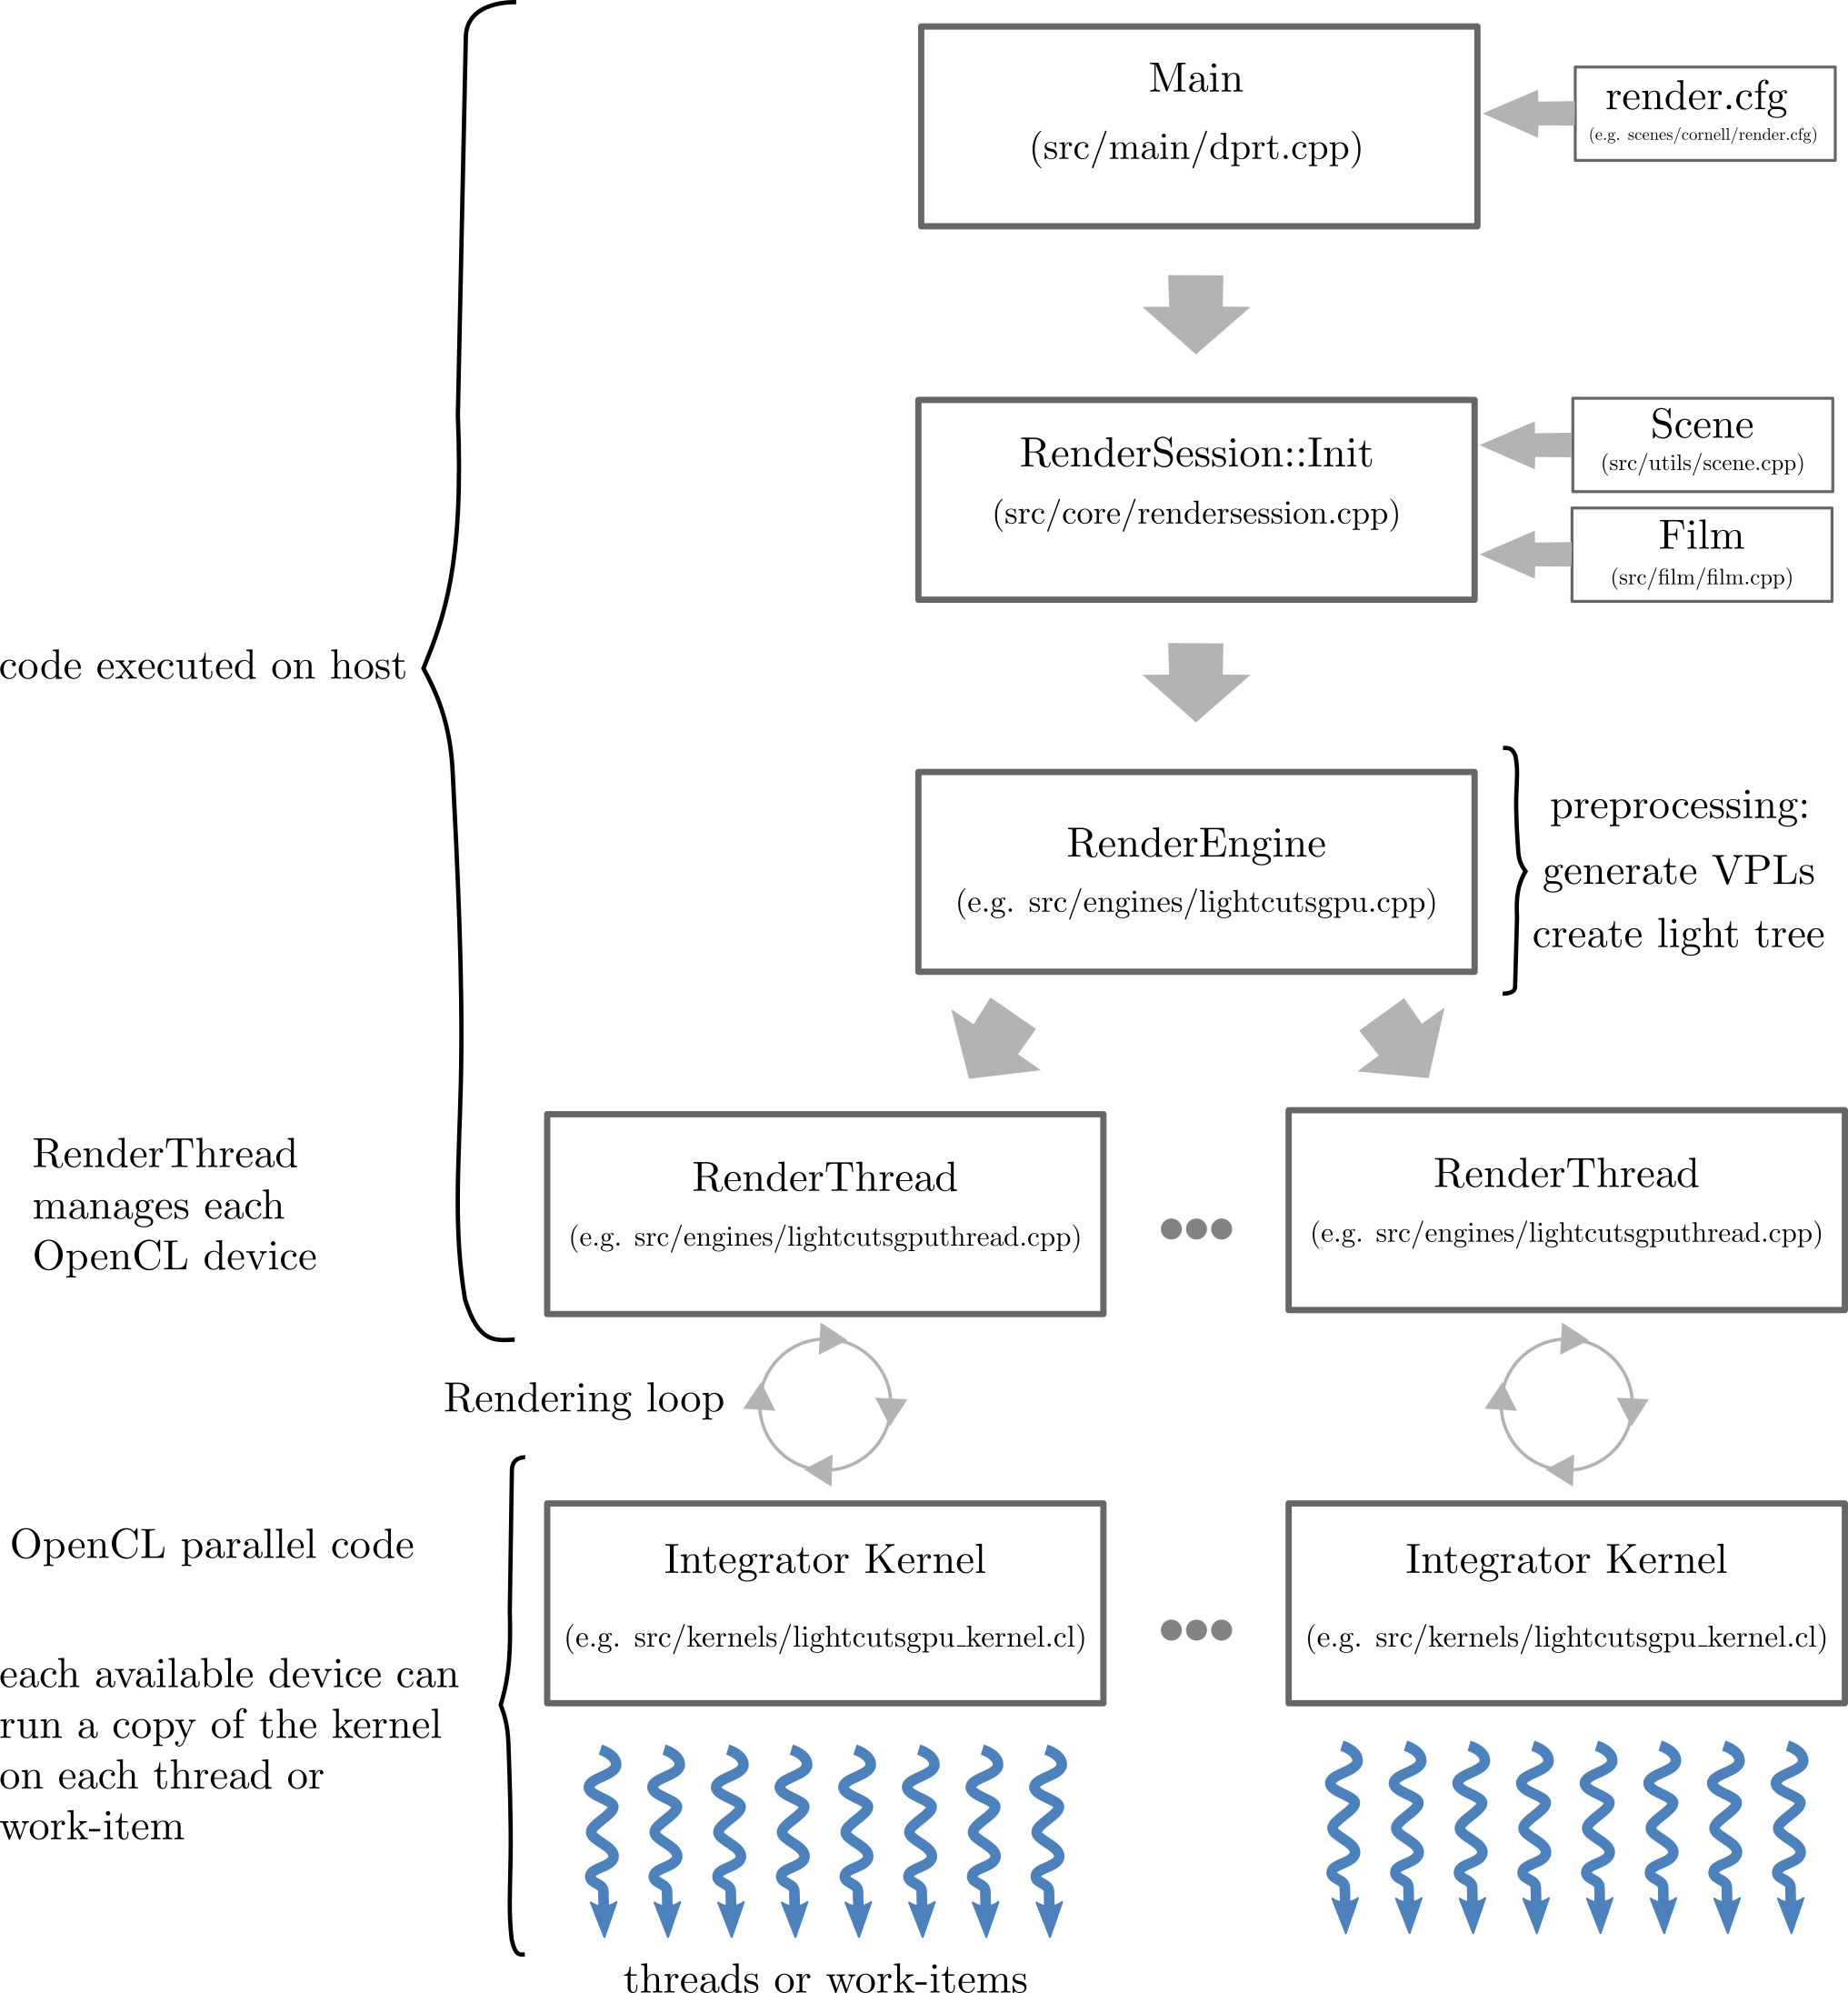 Main
(src/main/dprt.cpp)
render.cfg
(e.g. scenes/cornell/render.cfg)
RenderSession::Init
(src/core/rendersession.cpp)
Scene
(src/utils/scene.cpp)
Film
(src/film/film.cpp)
code executed on host
RenderEngine
(e.g. src/engines/lightcutsgpu.cpp)
preprocessing:
generate VPLs
create light tree
RenderThread
manages each
OpenCL device
RenderThread
(e.g. src/engines/lightcutsgputhread.cpp)
RenderThread
(e.g. src/engines/lightcutsgputhread.cpp)
Rendering loop
OpenCL parallel code
each available device can
run a copy of the kernel
on each thread or
work-item
Integrator Kernel
(e.g. src/kernels/lightcutsgpu_kernel.cl)
Integrator Kernel
(e.g. src/kernels/lightcutsgpu_kernel.cl)
threads or work-items